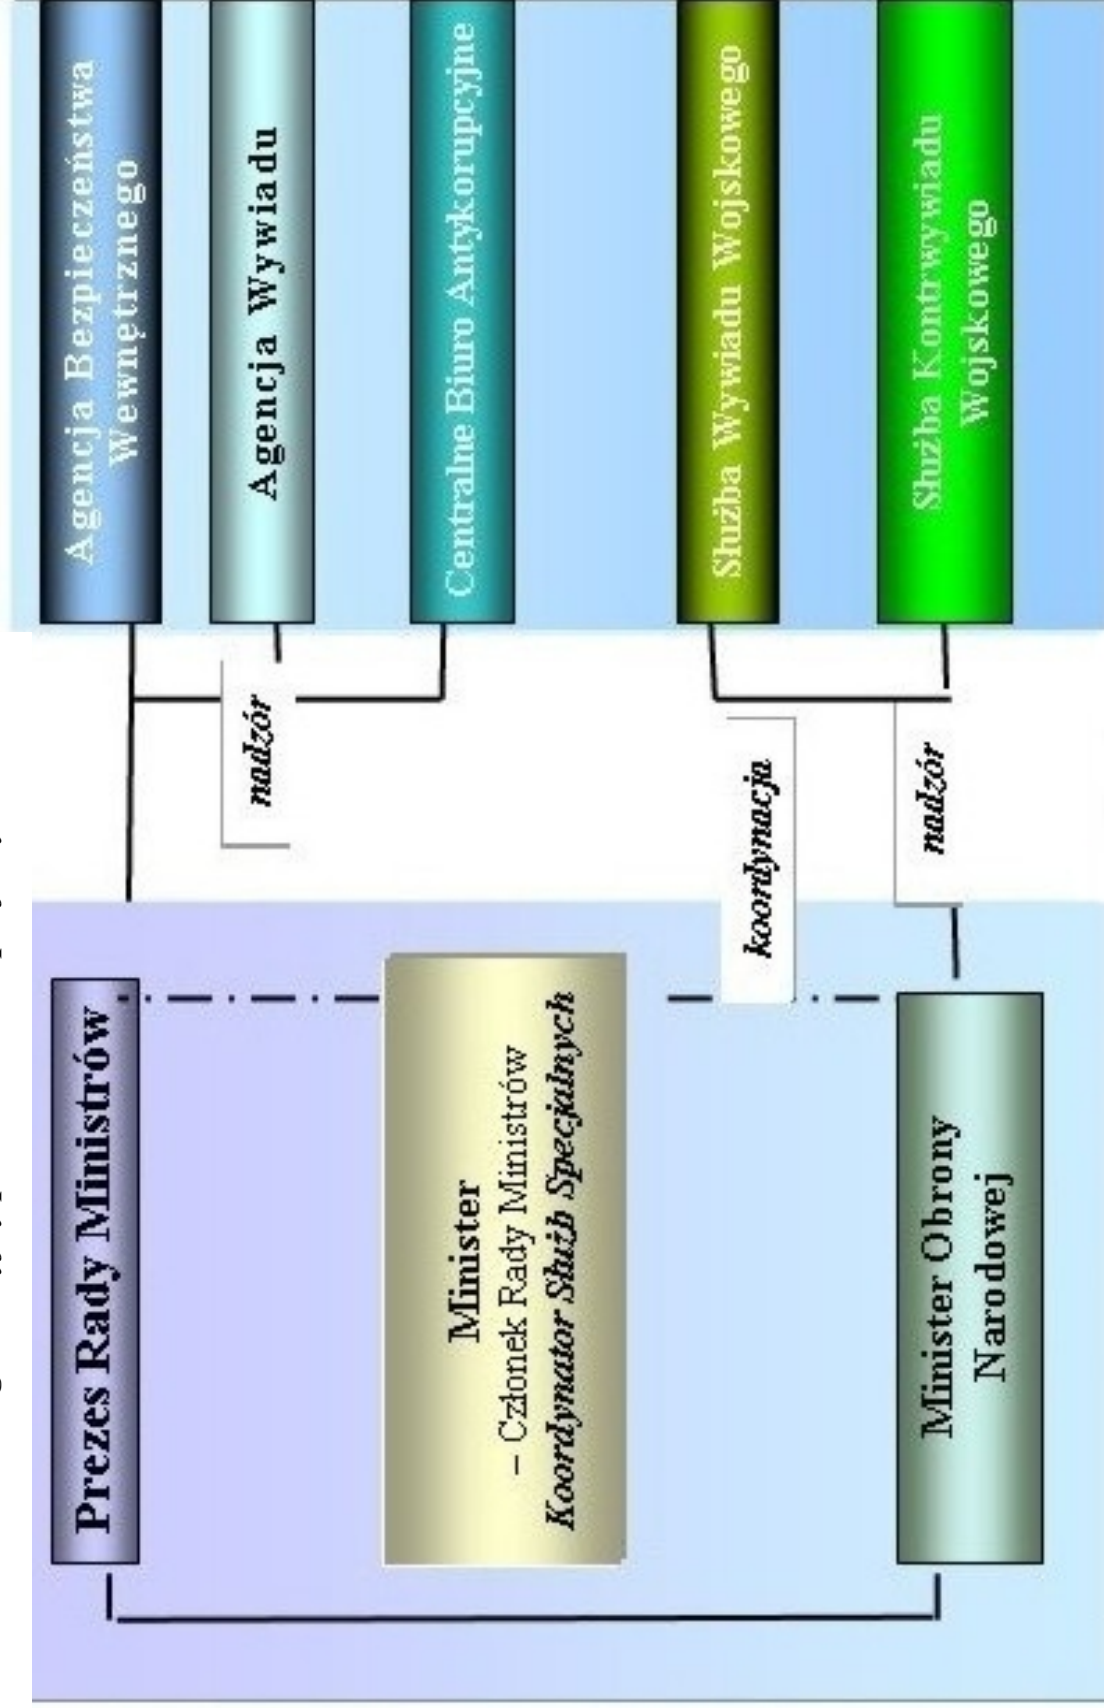 Prezes Rady Ministrów
Minister
– Członek Rady Ministrów
Koordynator Służb Specjalnych
Minister Obrony
Narodowej
nadzór
koordynacja
nadzór
Agencja Bezpieczeństwa
Wewnętrznego
Agencja Wywiadu
Centralne Biuro Antykorupcyjne
Służba Wywiadu Wojskowego
Służba Kontrwywiadu
Wojskowego